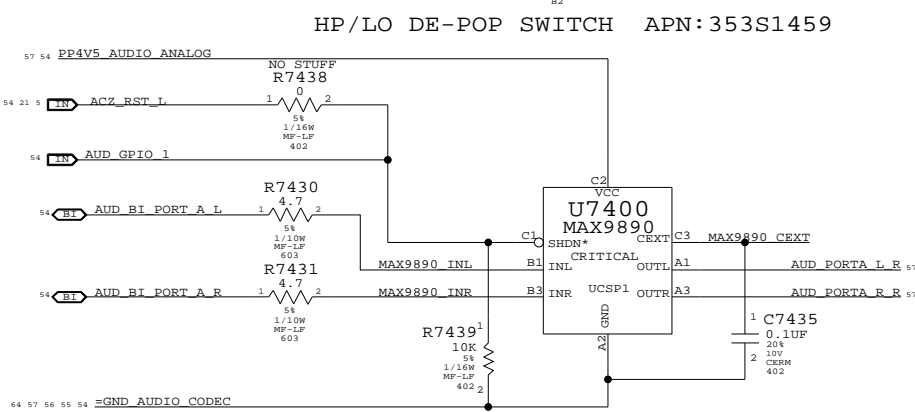 B2
HP/LO DE-POP SWITCH APN:353S1459
57 54 PP4V5_AUDIO_ANALOG
NO STUFF
R7438
0
54 21 5 IN ACZ_RST_L 1 2
5%
1/16W
MF-LF
402
54 IN AUD_GPIO_1
R7430
4.7
54 BI AUD_BI_PORT_A_L 1 2
5%
1/10W
MF-LF
603
R7431
4.7
54 BI AUD_BI_PORT_A_R 1 2
5%
1/10W
MF-LF
603
MAX9890_INL
MAX9890_INR
C2
VCC
U7400
MAX9890
C1 SHDN* CEXT C3 MAX9890_CEXT
CRITICAL
B1 INL OUTL A1 AUD_PORTA_L_R 57
UCSP1
B3 INR OUTR A3 AUD_PORTA_R_R 57
GND
A2
R7439 1
10K
5%
1/16W
MF-LF
402 2
1 C7435
0.1UF
20%
2 10V
CERM
402
64 57 56 55 54 =GND_AUDIO_CODEC